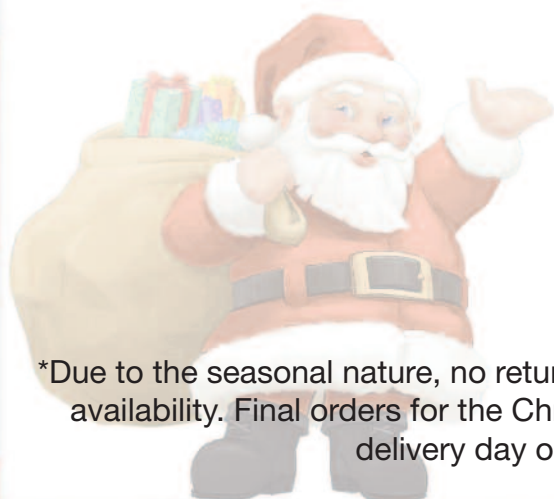 *Due to the seasonal nature, no retur
availability. Final orders for the Ch
delivery day o